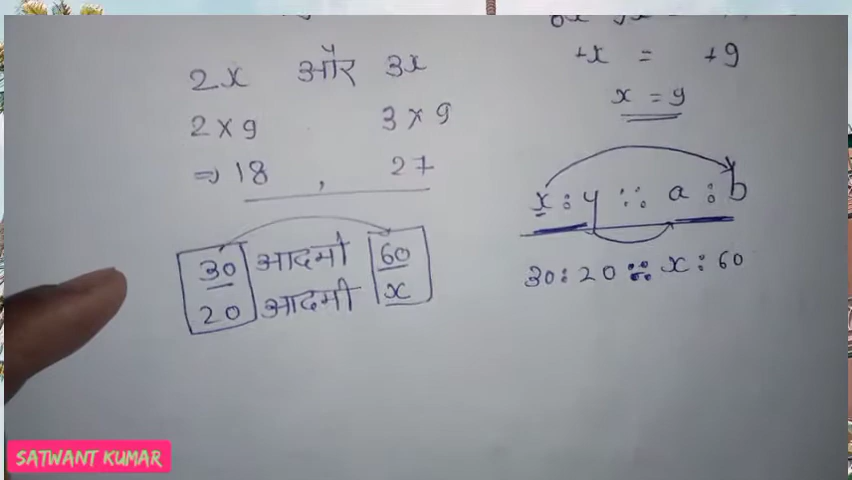 2x और 3x
2 × 9 3 × 9
⇒ 18 , 27
30 आदमी 60
20 आदमी x
+x = +9
x = 9
x : y :: a : b
30 : 20 :: x : 60
SATWANT KUMAR